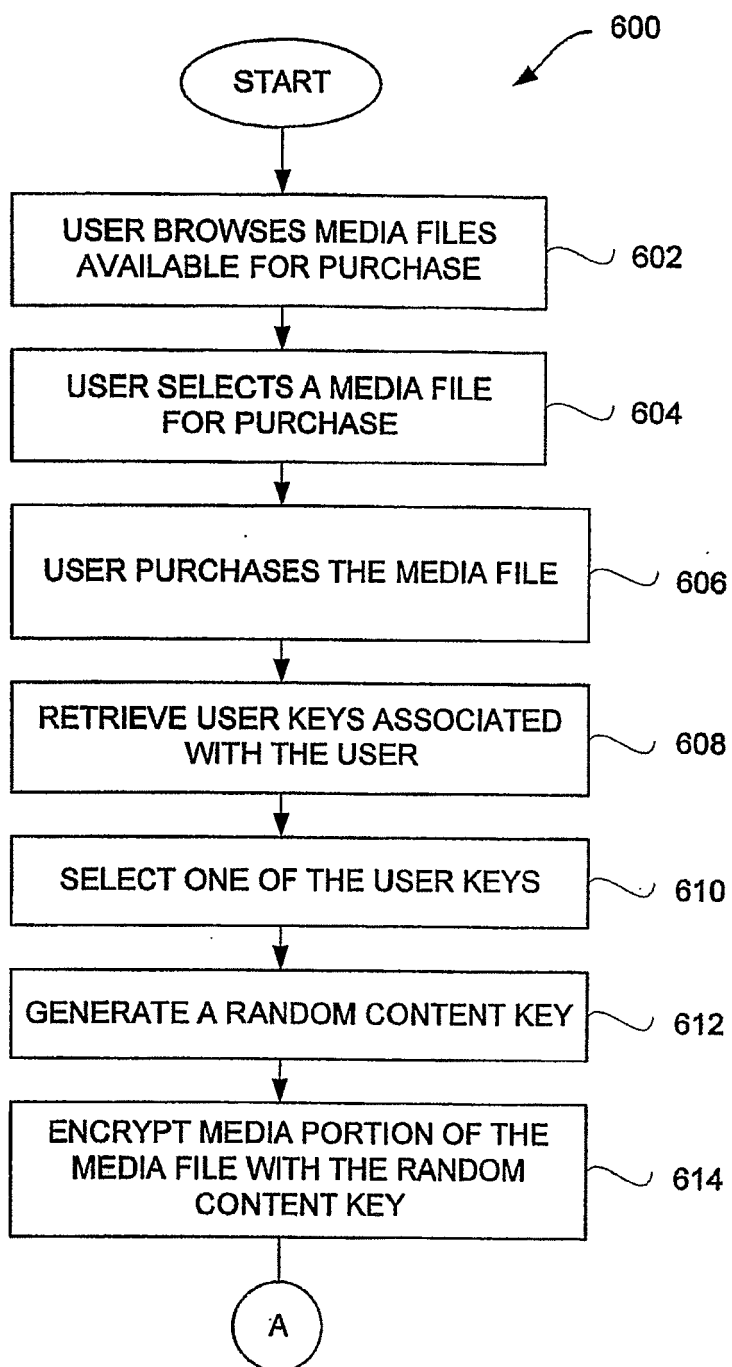 600
START
USER BROWSES MEDIA FILES
AVAILABLE FOR PURCHASE
602
USER SELECTS A MEDIA FILE
FOR PURCHASE
604
USER PURCHASES THE MEDIA FILE
606
RETRIEVE USER KEYS ASSOCIATED
WITH THE USER
608
SELECT ONE OF THE USER KEYS
610
GENERATE A RANDOM CONTENT KEY
612
ENCRYPT MEDIA PORTION OF THE
MEDIA FILE WITH THE RANDOM
CONTENT KEY
614
A